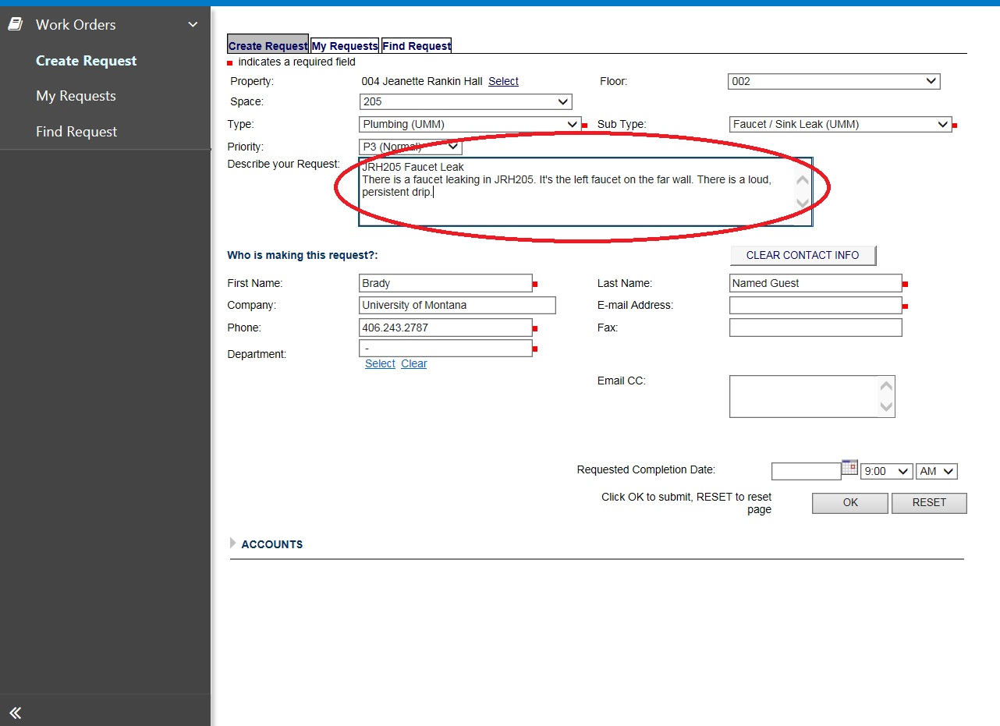 Work Orders
Create Request
My Requests
Find Request
Create Request My Requests Find Request
indicates a required field
Property: 004 Jeanette Rankin Hall Select Floor: 002
Space: 205
Type: Plumbing (UMM) Sub Type: Faucet / Sink Leak (UMM)
Priority: P3 (Normal)
Describe your Request: JRH205 Faucet Leak
There is a faucet leaking in JRH205. It's the left faucet on the far wall. There is a loud,
persistent drip.
Who is making this request?: CLEAR CONTACT INFO
First Name: Brady Last Name: Named Guest
Company: University of Montana E-mail Address:
Phone: 406.243.2787 Fax:
Department: -
Select Clear
Email CC:
Requested Completion Date: 9:00 AM
Click OK to submit, RESET to reset
page
OK RESET
ACCOUNTS